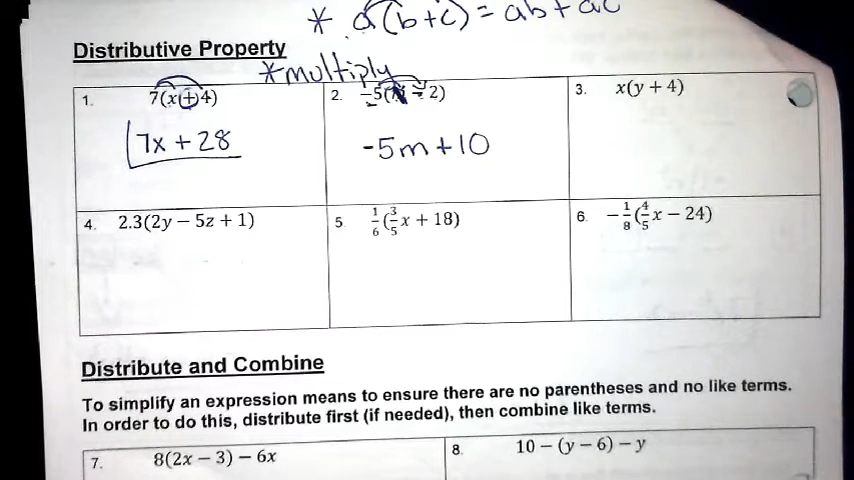 * a(b+c) = ab + ac
Distributive Property
*multiply
1. 7(x + 4)
7x + 28
2. −5(m − 2)
-5m + 10
3. x(y + 4)
4. 2.3(2y − 5z + 1)
5. 1/6(3/5x + 18)
6. −1/8(4/5x − 24)
Distribute and Combine
To simplify an expression means to ensure there are no parentheses and no like terms.
In order to do this, distribute first (if needed), then combine like terms.
7. 8(2x − 3) − 6x
8. 10 − (y − 6) − y